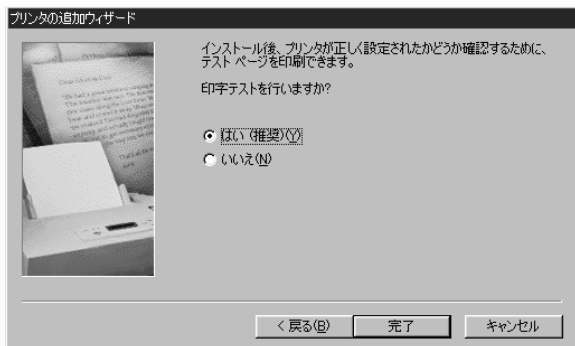 プリンタの追加ウィザード
インストール後、プリンタが正しく設定されたかどうか確認するために、
テスト ページを印刷できます。
印字テストを行いますか?
はい (推奨)(Y)
いいえ(N)
< 戻る(B)
完了
キャンセル